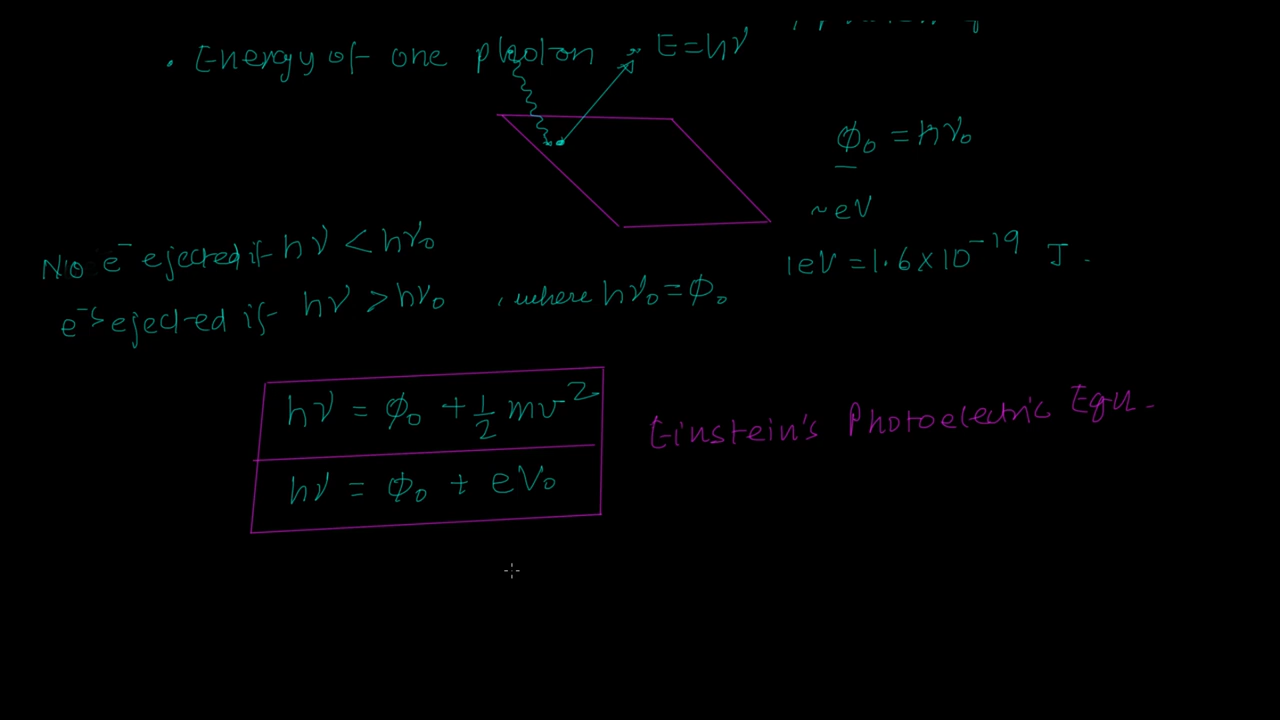 . Energy of one photon E = hν
ϕ₀ = hν₀
~eV
1eV = 1.6×10⁻¹⁹ J.
No e⁻ ejected if hν < hν₀
e⁻s ejected if hν > hν₀ , where hν₀ = ϕ₀
hν = ϕ₀ + 1/2 mv²
Einstein's Photoelectric Equ.
hν = ϕ₀ + eV₀